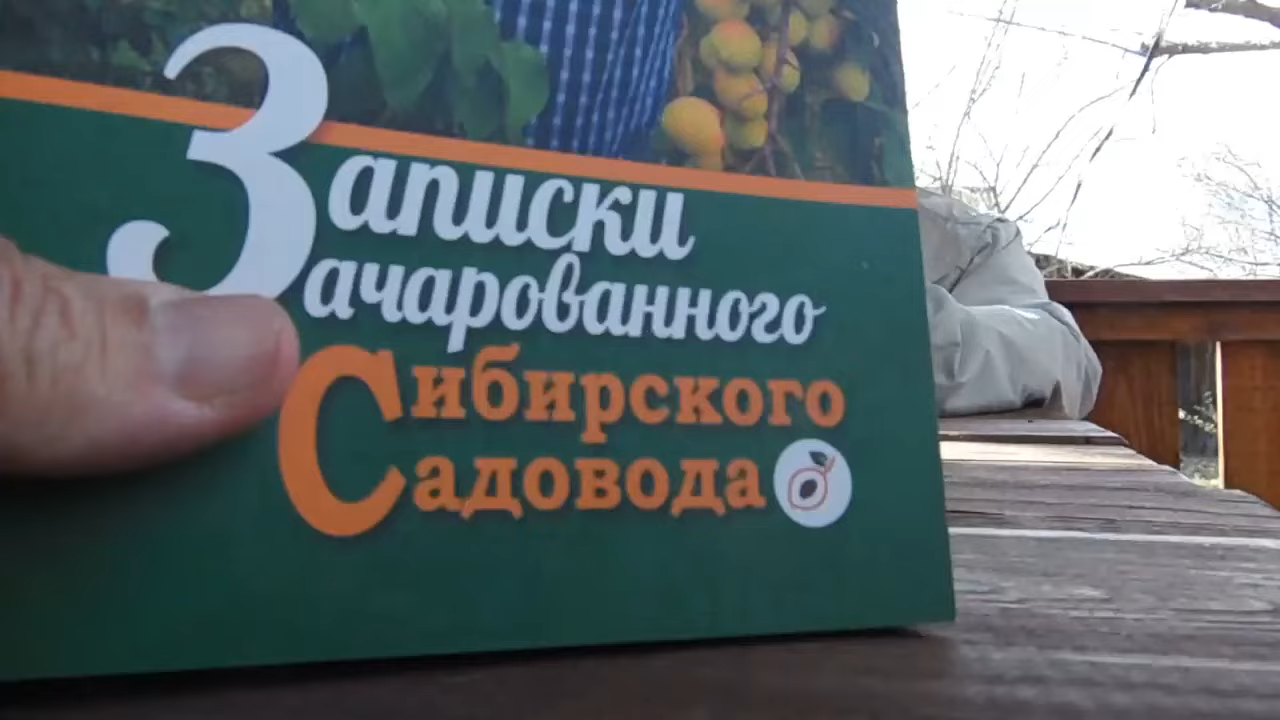 Записки
Зачарованного
Сибирского
Садовода